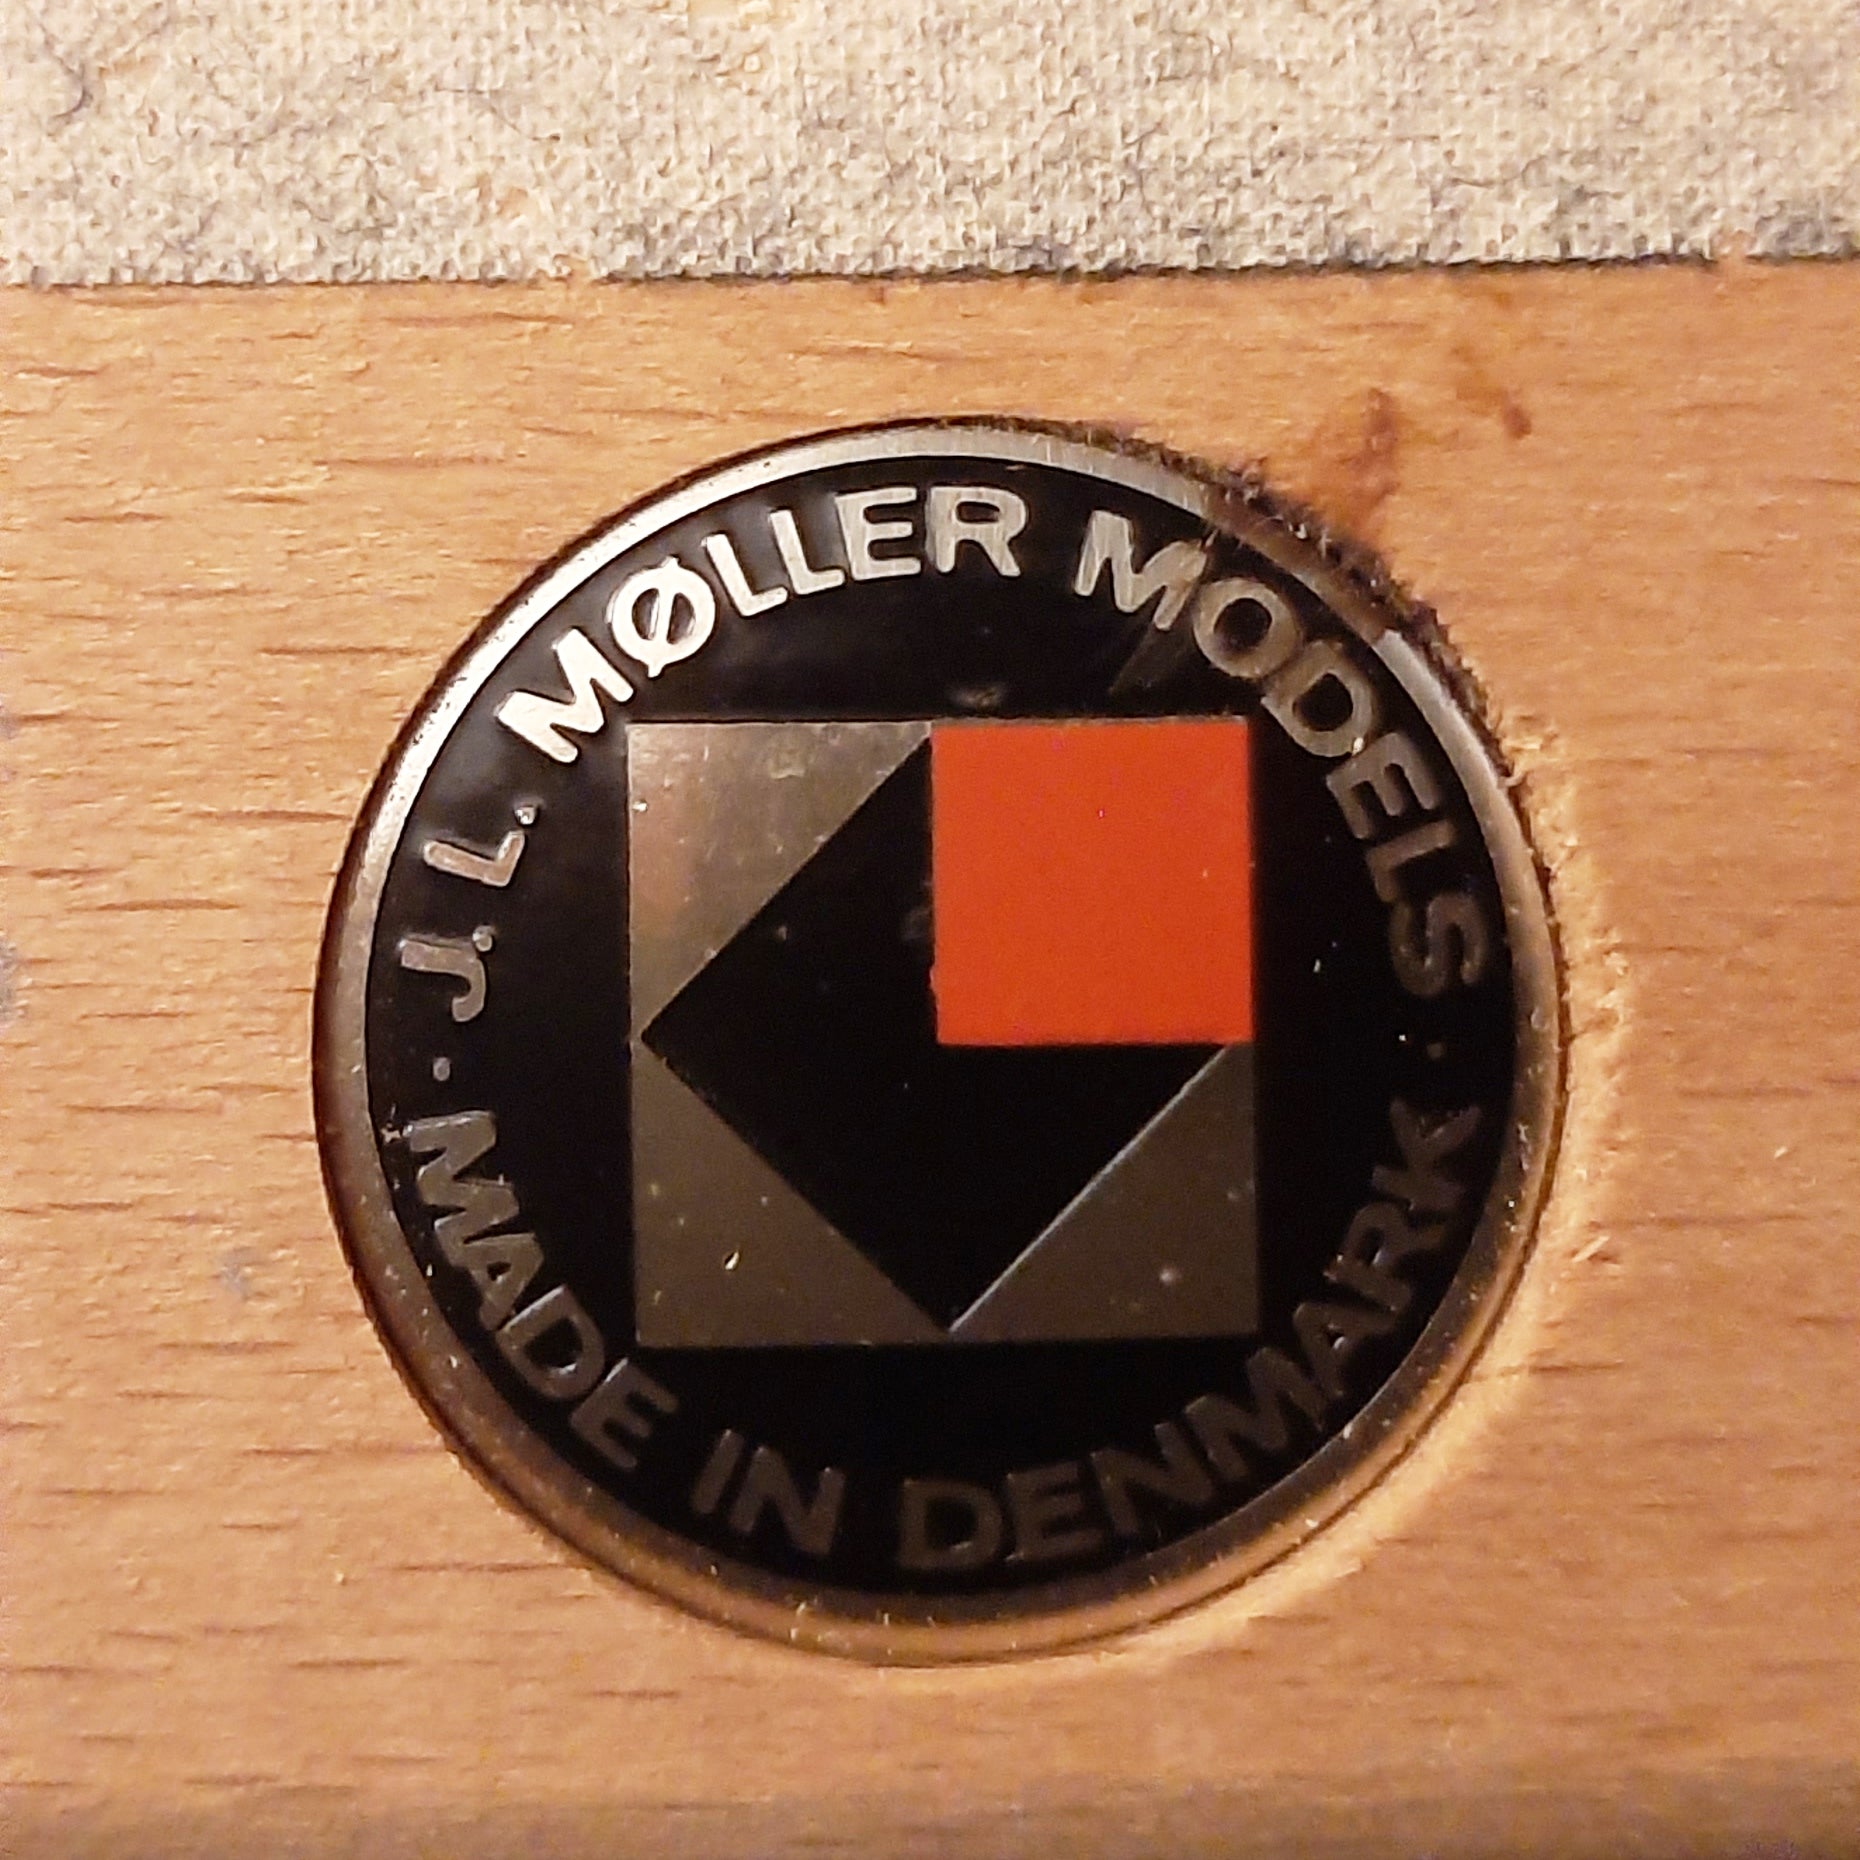 J. L. MØLLER MODELS
· MADE IN DENMARK ·